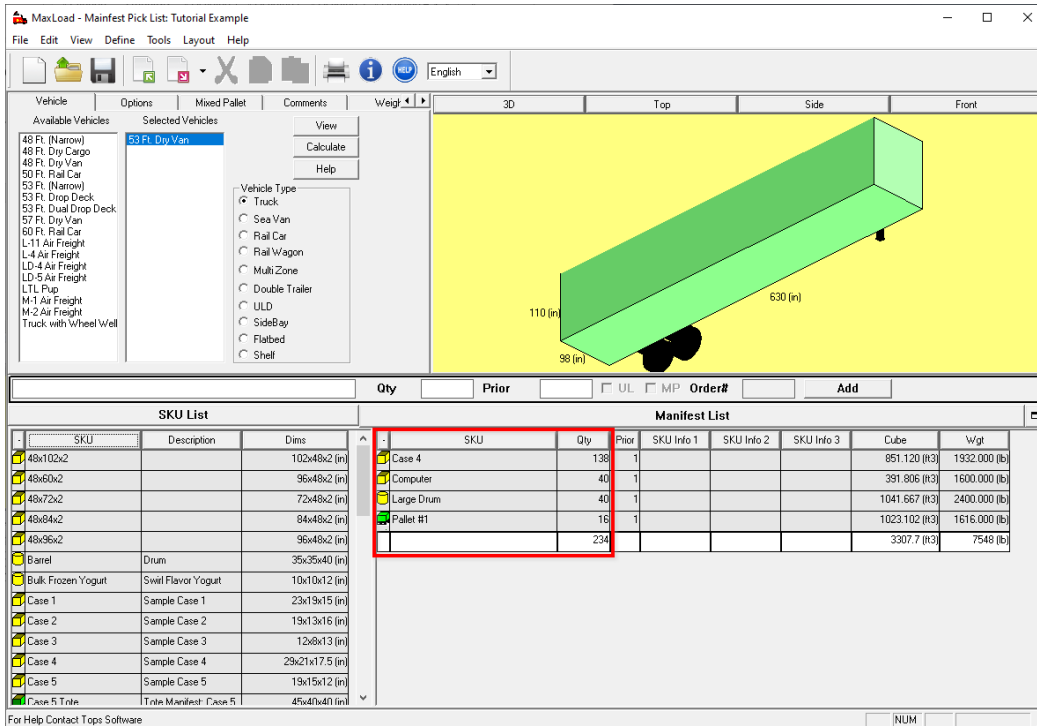 MaxLoad - Mainfest Pick List: Tutorial Example
File Edit View Define Tools Layout Help
HELP English
Vehicle Options Mixed Pallet Comments Weigh
3D Top Side Front
Available Vehicles Selected Vehicles
View
Calculate
Help
48 Ft. (Narrow)
48 Ft. Dry Cargo
48 Ft. Dry Van
50 Ft. Rail Car
53 Ft. (Narrow)
53 Ft. Drop Deck
53 Ft. Dual Drop Deck
57 Ft. Dry Van
60 Ft. Rail Car
L-11 Air Freight
L-4 Air Freight
LD-4 Air Freight
LD-5 Air Freight
LTL Pup
M-1 Air Freight
M-2 Air Freight
Truck with Wheel Well
53 Ft. Dry Van
Vehicle Type
Truck
Sea Van
Rail Car
Rail Wagon
Multi Zone
Double Trailer
ULD
SideBay
Flatbed
Shelf
110 (in)
98 (in)
630 (in)
Qty Prior UL MP Order# Add
SKU List
- SKU Description Dims
48x102x2 102x48x2 (in)
48x60x2 96x48x2 (in)
48x72x2 72x48x2 (in)
48x84x2 84x48x2 (in)
48x96x2 96x48x2 (in)
Barrel Drum 35x35x40 (in)
Bulk Frozen Yogurt Swirl Flavor Yogurt 10x10x12 (in)
Case 1 Sample Case 1 23x19x15 (in)
Case 2 Sample Case 2 19x13x16 (in)
Case 3 Sample Case 3 12x8x13 (in)
Case 4 Sample Case 4 29x21x17.5 (in)
Case 5 Sample Case 5 19x15x12 (in)
Case 5 Tote Tote Manifest: Case 5 45x40x40 (in)
Manifest List
- SKU Qty Prior SKU Info 1 SKU Info 2 SKU Info 3 Cube Wgt
Case 4 138 1 851.120 (ft3) 1932.000 (lb)
Computer 40 1 391.806 (ft3) 1600.000 (lb)
Large Drum 40 1 1041.667 (ft3) 2400.000 (lb)
Pallet #1 16 1 1023.102 (ft3) 1616.000 (lb)
234 3307.7 (ft3) 7548 (lb)
For Help Contact Tops Software
NUM